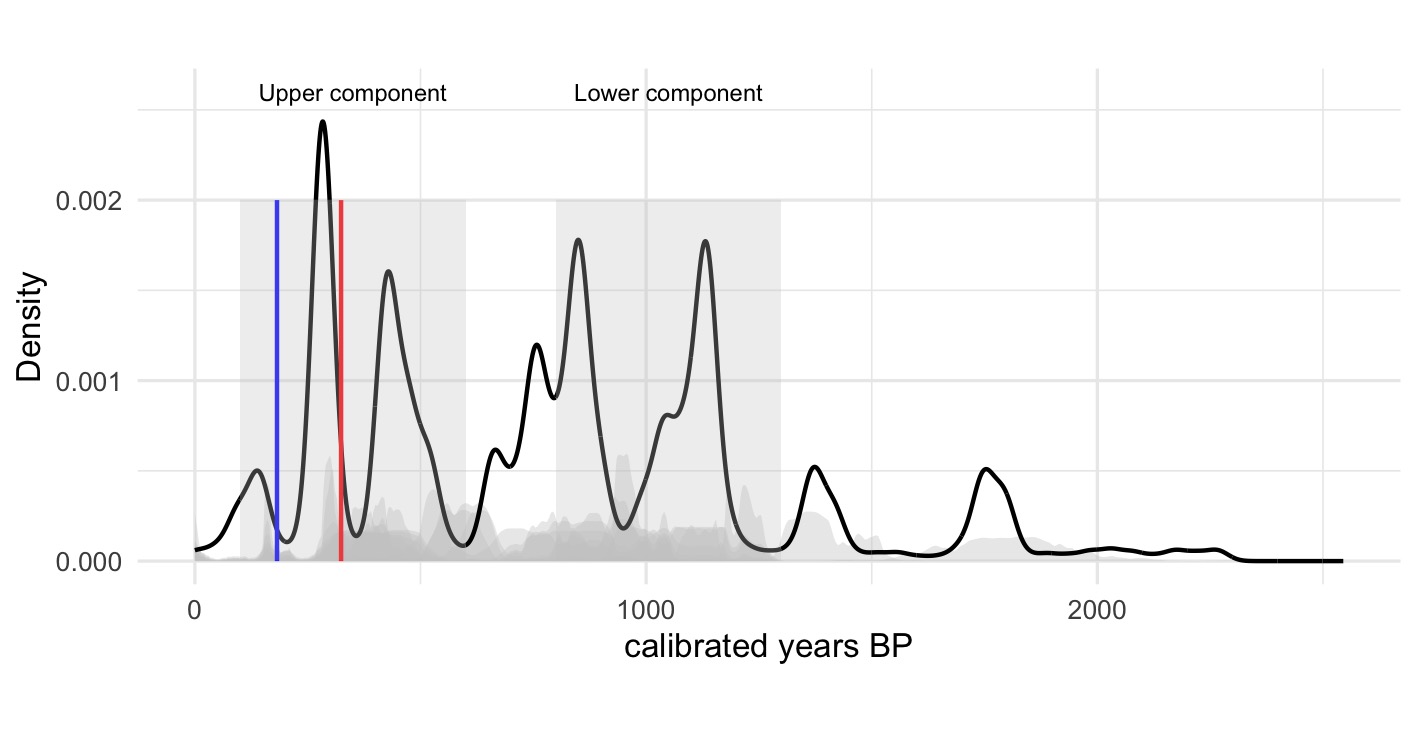 Upper component
Lower component
0.002
0.001
0.000
Density
0
1000
2000
calibrated years BP